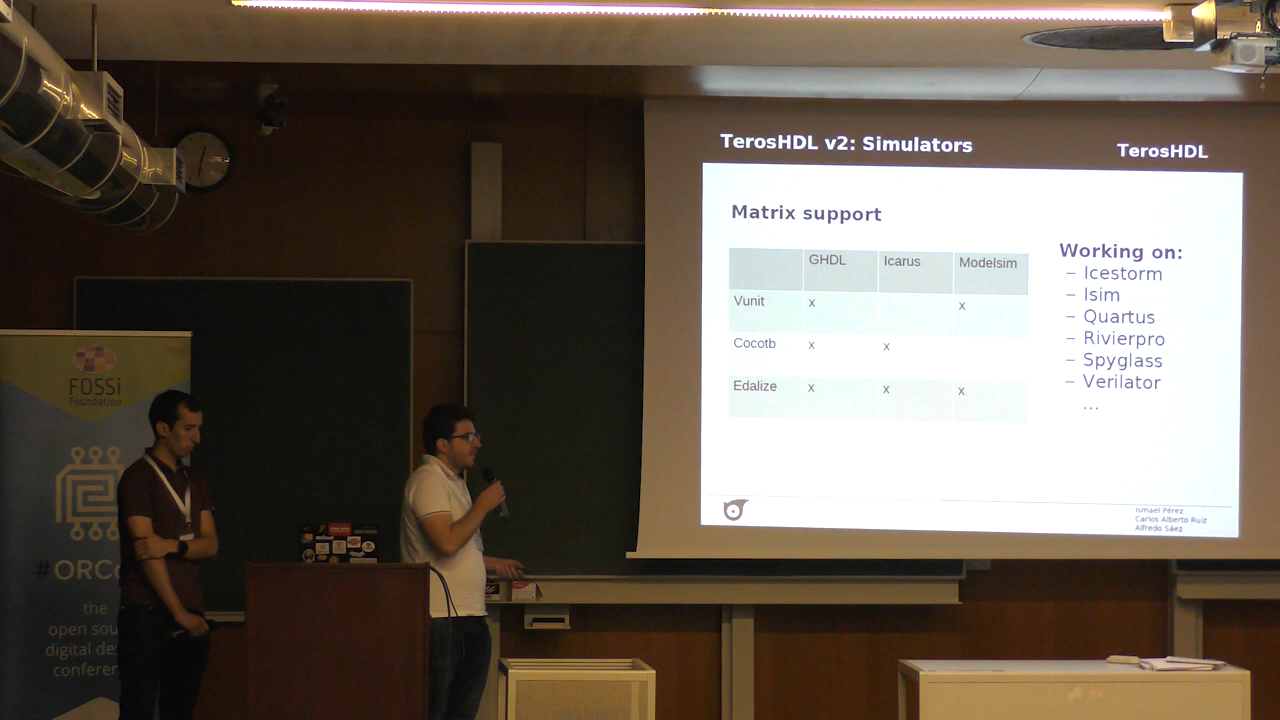 TerosHDL v2: Simulators
TerosHDL
Matrix support
GHDL Icarus Modelsim
Vunit x x
Cocotb x x
Edalize x x x
Working on:
– Icestorm
– Isim
– Quartus
– Rivierpro
– Spyglass
– Verilator
...
Ismael Pérez
Carlos Alberto Ruiz
Alfredo Sáez
FOSSi
Foundation
#ORC
the
open sou
digital de
conferen